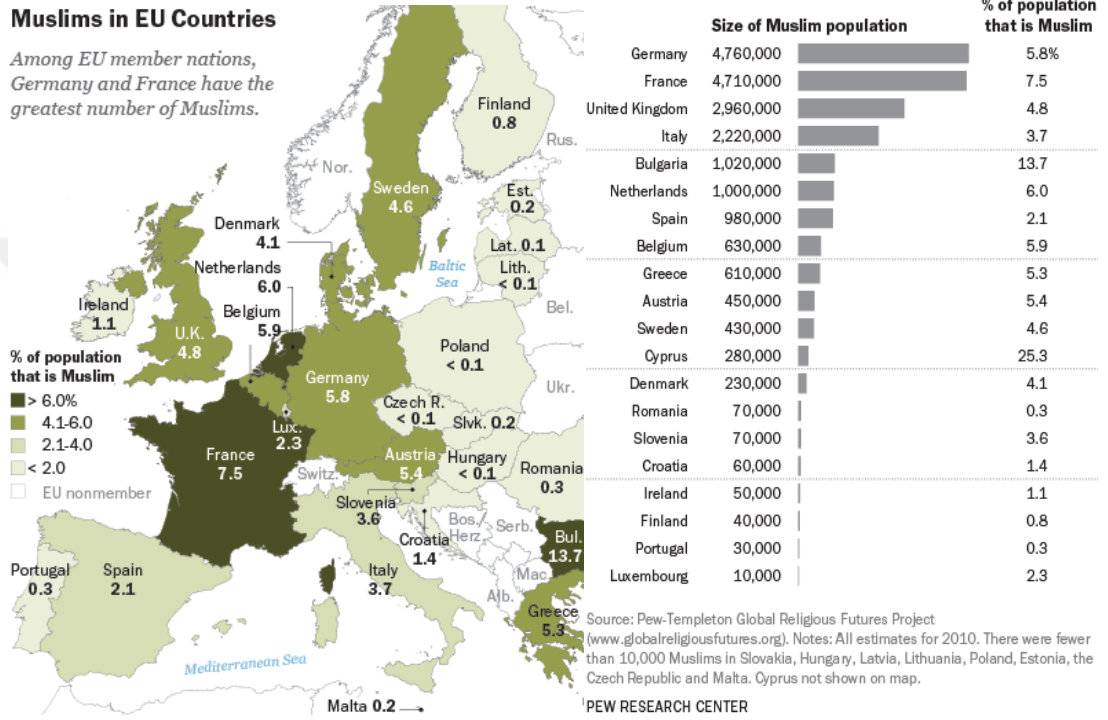 Muslims in EU Countries
Among EU member nations,
Germany and France have the
greatest number of Muslims.
Finland
0.8
Rus.
Nor.
Sweden
4.6
Est.
0.2
Denmark
4.1
Lat. 0.1
Baltic
Sea
Lith.
< 0.1
Netherlands
6.0
Bel.
Ireland
1.1
Belgium
5.9
U.K.
4.8
Poland
< 0.1
% of population
that is Muslim
> 6.0%
4.1-6.0
2.1-4.0
< 2.0
EU nonmember
Germany
5.8
Ukr.
Czech R.
< 0.1
Slvk. 0.2
Lux.
2.3
France
7.5
Austria
5.4
Hungary
< 0.1
Romania
0.3
Switz.
Slovenia
3.6
Bos./
Herz.
Serb.
Croatia
1.4
Bul.
13.7
Portugal
0.3
Spain
2.1
Italy
3.7
Mac.
Alb.
Greece
5.3
Mediterranean Sea
Malta 0.2
Size of Muslim population
% of population
that is Muslim
Germany 4,760,000 5.8%
France 4,710,000 7.5
United Kingdom 2,960,000 4.8
Italy 2,220,000 3.7
Bulgaria 1,020,000 13.7
Netherlands 1,000,000 6.0
Spain 980,000 2.1
Belgium 630,000 5.9
Greece 610,000 5.3
Austria 450,000 5.4
Sweden 430,000 4.6
Cyprus 280,000 25.3
Denmark 230,000 4.1
Romania 70,000 0.3
Slovenia 70,000 3.6
Croatia 60,000 1.4
Ireland 50,000 1.1
Finland 40,000 0.8
Portugal 30,000 0.3
Luxembourg 10,000 2.3
Source: Pew-Templeton Global Religious Futures Project
(www.globalreligiousfutures.org). Notes: All estimates for 2010. There were fewer
than 10,000 Muslims in Slovakia, Hungary, Latvia, Lithuania, Poland, Estonia, the
Czech Republic and Malta. Cyprus not shown on map.
PEW RESEARCH CENTER